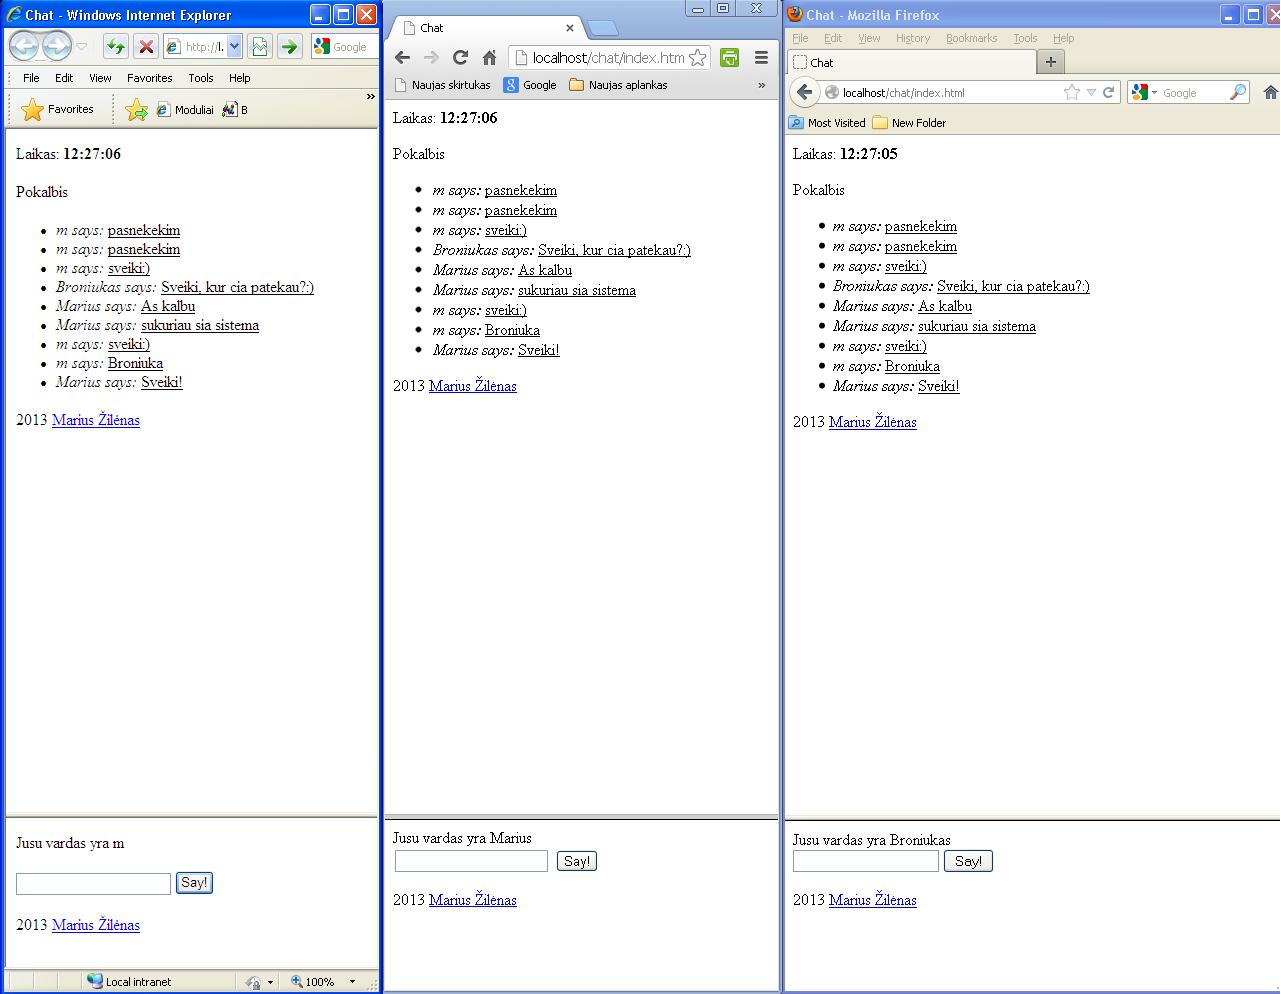 Chat - Windows Internet Explorer
http://l.
Google
File Edit View Favorites Tools Help
Favorites Moduliai B »
Laikas: 12:27:06
Pokalbis
m says: pasnekekim
m says: pasnekekim
m says: sveiki:)
Broniukas says: Sveiki, kur cia patekau?:)
Marius says: As kalbu
Marius says: sukuriau sia sistema
m says: sveiki:)
m says: Broniuka
Marius says: Sveiki!
2013 Marius Žilėnas
Jusu vardas yra m
Say!
2013 Marius Žilėnas
Local intranet 100%
Chat
localhost/chat/index.htm
Naujas skirtukas Google Naujas aplankas »
Laikas: 12:27:06
Pokalbis
m says: pasnekekim
m says: pasnekekim
m says: sveiki:)
Broniukas says: Sveiki, kur cia patekau?:)
Marius says: As kalbu
Marius says: sukuriau sia sistema
m says: sveiki:)
m says: Broniuka
Marius says: Sveiki!
2013 Marius Žilėnas
Jusu vardas yra Marius
Say!
2013 Marius Žilėnas
Chat - Mozilla Firefox
File Edit View History Bookmarks Tools Help
Chat
localhost/chat/index.html
Google
Most Visited New Folder
Laikas: 12:27:05
Pokalbis
m says: pasnekekim
m says: pasnekekim
m says: sveiki:)
Broniukas says: Sveiki, kur cia patekau?:)
Marius says: As kalbu
Marius says: sukuriau sia sistema
m says: sveiki:)
m says: Broniuka
Marius says: Sveiki!
2013 Marius Žilėnas
Jusu vardas yra Broniukas
Say!
2013 Marius Žilėnas